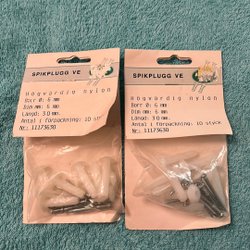 SPIKPLUGG VE
Högvärdig nylon
Borr Ø: 6 mm
Dim mm: 6 mm
Längd: 30 mm.
Antal i förpackning: 10 styck
Nr.: 11173630
SPIKPLUGG VE
Högvärdig nylon
Borr Ø: 6 mm
Dim mm: 6 mm
Längd: 30 mm.
Antal i förpackning: 10 styck
Nr.: 11173630